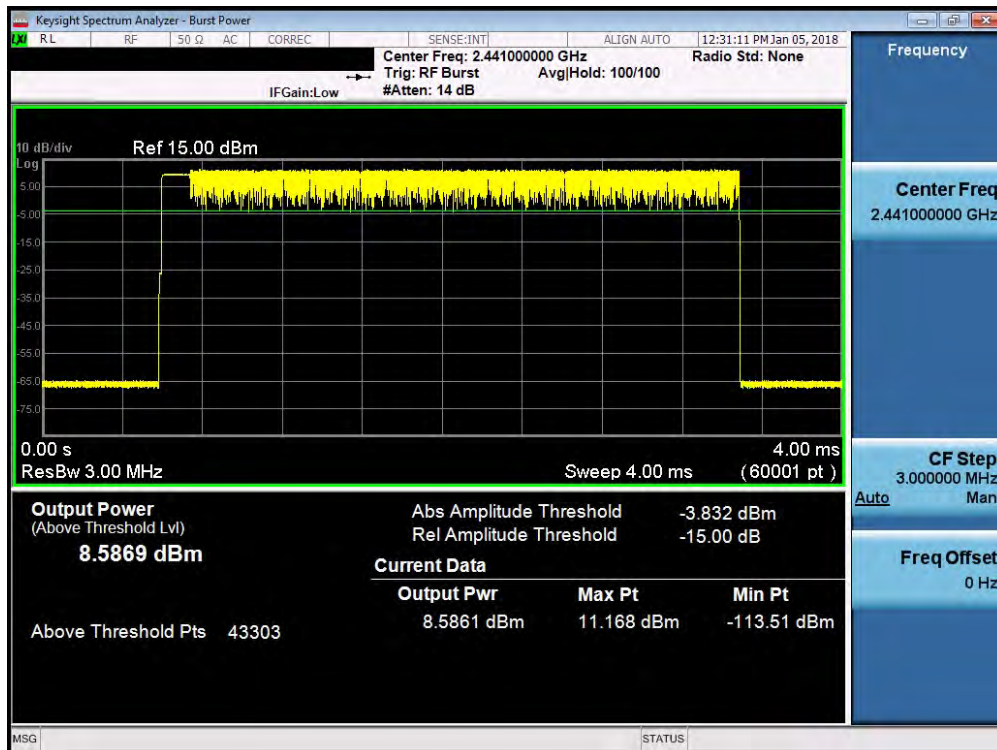 Keysight Spectrum Analyzer - Burst Power
LXI RL RF 50 Ω AC CORREC SENSE:INT ALIGN AUTO 12:31:11 PM Jan 05, 2018
Center Freq: 2.441000000 GHz Radio Std: None
Trig: RF Burst Avg|Hold: 100/100
IFGain:Low #Atten: 14 dB
10 dB/div Ref 15.00 dBm
Log
5.00
-5.00
-15.0
-25.0
-35.0
-45.0
-55.0
-65.0
-75.0
0.00 s 4.00 ms
ResBw 3.00 MHz Sweep 4.00 ms (60001 pt)
Output Power
(Above Threshold Lvl)
8.5869 dBm
Above Threshold Pts 43303
Abs Amplitude Threshold -3.832 dBm
Rel Amplitude Threshold -15.00 dB
Current Data
Output Pwr Max Pt Min Pt
8.5861 dBm 11.168 dBm -113.51 dBm
MSG STATUS
Frequency
Center Freq
2.441000000 GHz
CF Step
3.000000 MHz
Auto Man
Freq Offset
0 Hz